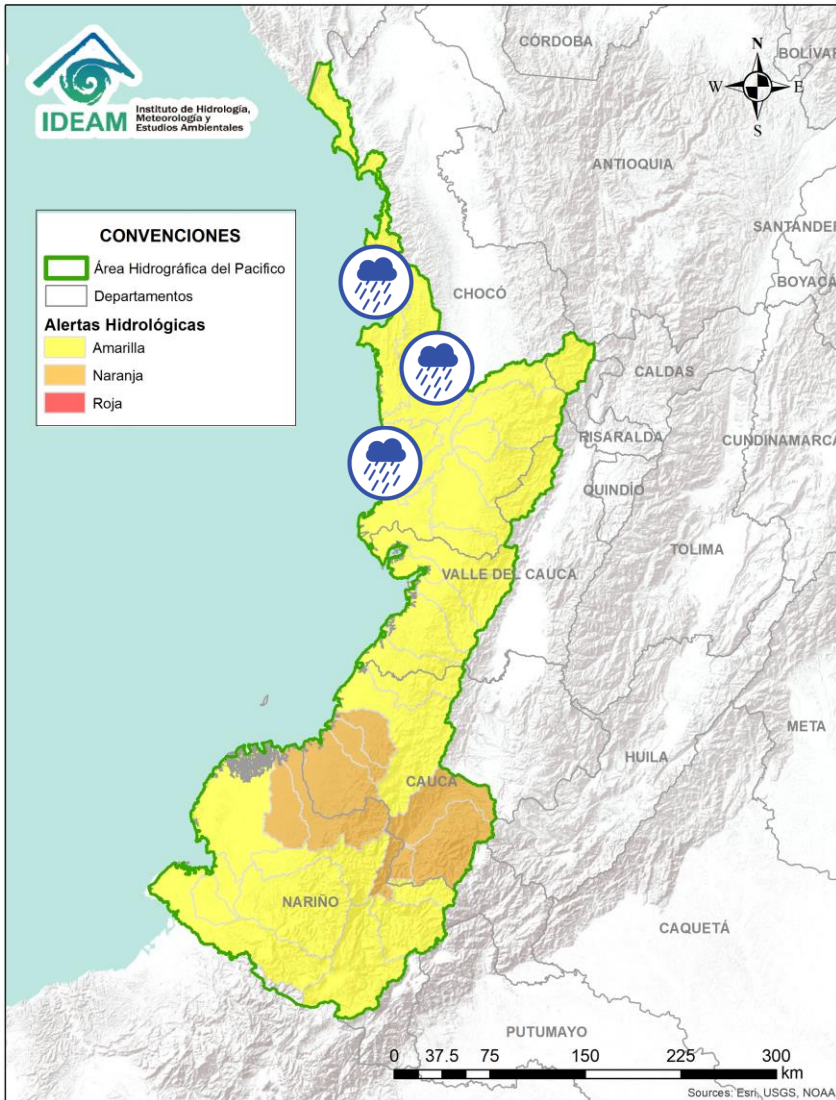 CÓRDOBA
BOLÍVAR
N
W E
S
IDEAM
Instituto de Hidrología,
Meteorología y
Estudios Ambientales
ANTIOQUIA
SANTANDER
CONVENCIONES
Área Hidrográfica del Pacifico
Departamentos
Alertas Hidrológicas
Amarilla
Naranja
Roja
BOYACÁ
CHOCÓ
CALDAS
RISARALDA
CUNDINAMARCA
QUINDÍO
TOLIMA
VALLE DEL CAUCA
META
HUILA
CAUCA
NARIÑO
CAQUETÁ
PUTUMAYO
0 37.5 75 150 225 300
km
Sources: Esri, USGS, NOAA